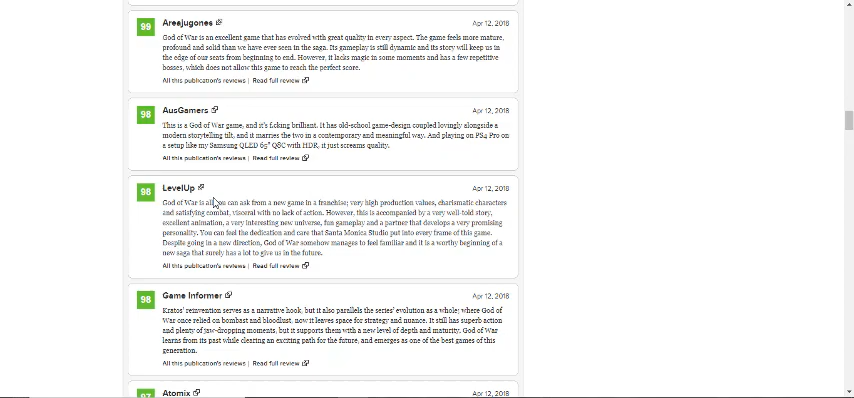 99
Areajugones
Apr 12, 2018
God of War is an excellent game that has evolved with great quality in every aspect. The game feels more mature,
profound and solid than we have ever seen in the saga. Its gameplay is still dynamic and its story will keep us in
the edge of our seats from beginning to end. However, it lacks magic in some moments and has a few repetitive
bosses, which does not allow this game to reach the perfect score.
All this publication's reviews | Read full review
98
AusGamers
Apr 12, 2018
This is a God of War game, and it's f.cking brilliant. It has old-school game-design coupled lovingly alongside a
modern storytelling tilt, and it marries the two in a contemporary and meaningful way. And playing on PS4 Pro on
a setup like my Samsung QLED 65" Q8C with HDR, it just screams quality.
All this publication's reviews | Read full review
98
LevelUp
Apr 12, 2018
God of War is all you can ask from a new game in a franchise; very high production values, charismatic characters
and satisfying combat, visceral with no lack of action. However, this is accompanied by a very well-told story,
excellent animation, a very interesting new universe, fun gameplay and a partner that develops a very promising
personality. You can feel the dedication and care that Santa Monica Studio put into every frame of this game.
Despite going in a new direction, God of War somehow manages to feel familiar and it is a worthy beginning of a
new saga that surely has a lot to give us in the future.
All this publication's reviews | Read full review
98
Game Informer
Apr 12, 2018
Kratos' reinvention serves as a narrative hook, but it also parallels the series' evolution as a whole; where God of
War once relied on bombast and bloodlust, now it leaves space for strategy and nuance. It still has superb action
and plenty of jaw-dropping moments, but it supports them with a new level of depth and maturity. God of War
learns from its past while clearing an exciting path for the future, and emerges as one of the best games of this
generation.
All this publication's reviews | Read full review
97
Atomix
Apr 12, 2018